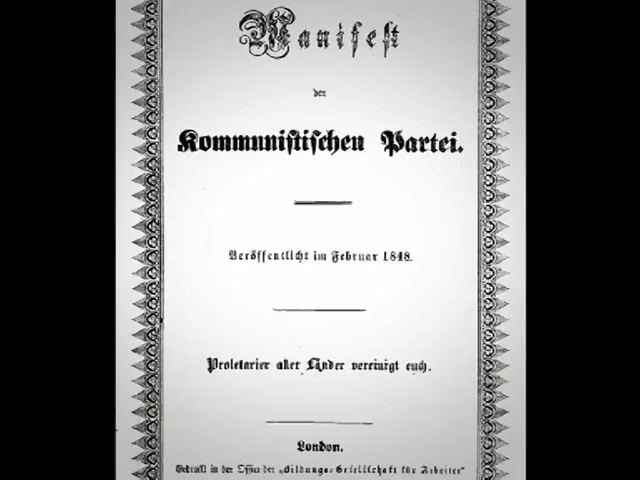 Manifest
der
Kommunistischen Partei.
Veröffentlicht im Februar 1848.
Proletarier aller Länder vereinigt euch.
London.
Gedruckt in der Office der „Bildungs-Gesellschaft für Arbeiter"